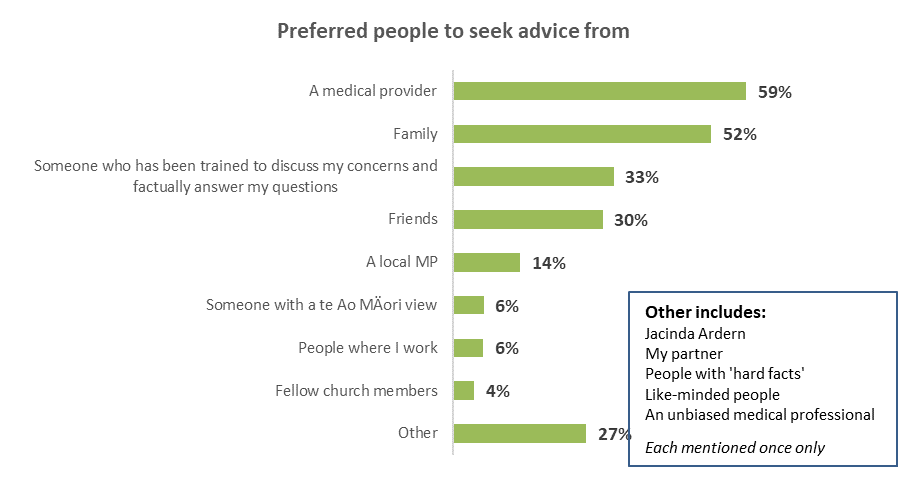 Preferred people to seek advice from
A medical provider
59%
Family
52%
Someone who has been trained to discuss my concerns and
factually answer my questions
33%
Friends
30%
A local MP
14%
Someone with a te Ao MÄori view
6%
People where I work
6%
Fellow church members
4%
Other
27%
Other includes:
Jacinda Ardern
My partner
People with 'hard facts'
Like-minded people
An unbiased medical professional
Each mentioned once only